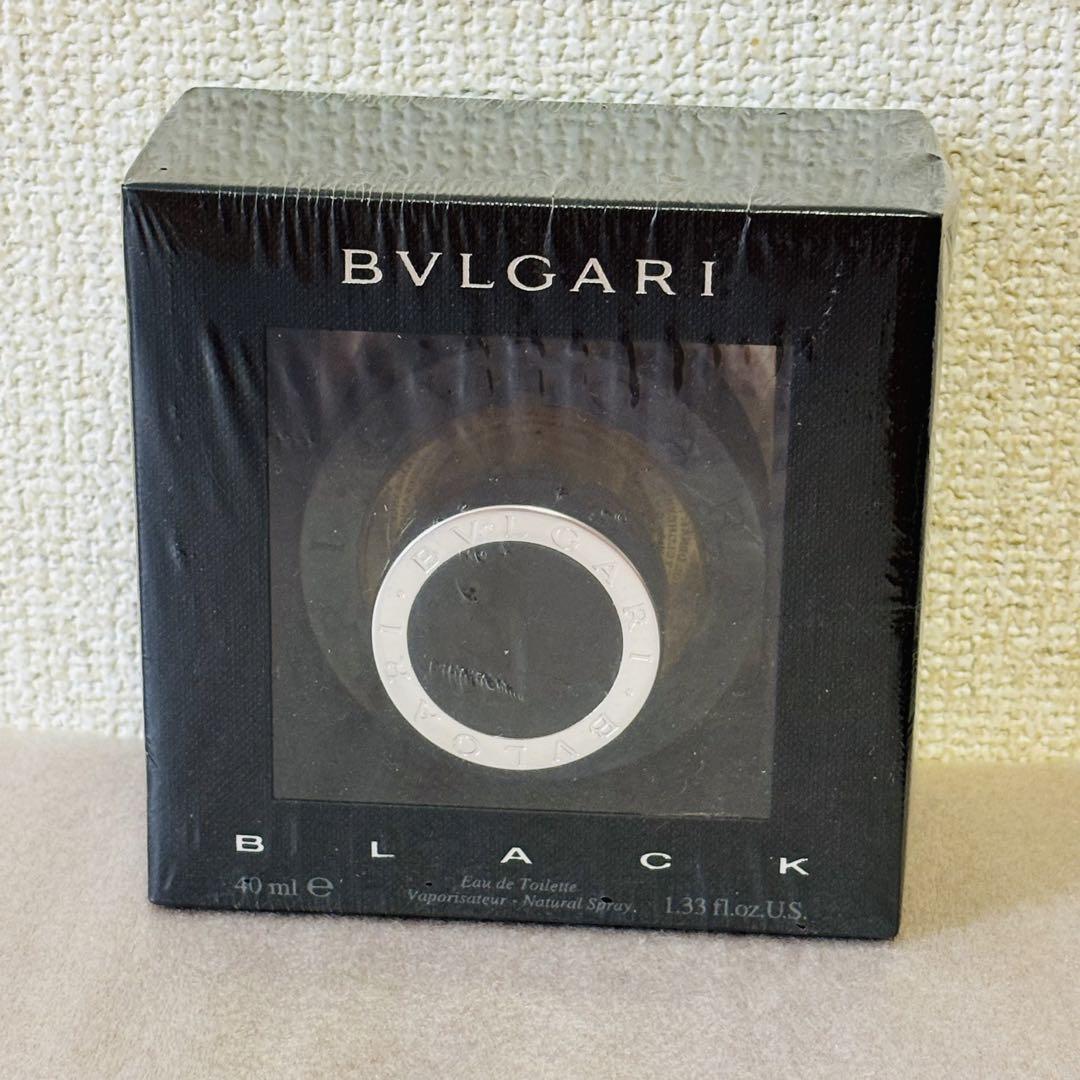 BVLGARI
BVLGARI · BVLGARI ·
B L A C K
40 ml ℮
Eau de Toilette
Vaporisateur - Natural Spray
1.33 fl.oz.U.S.